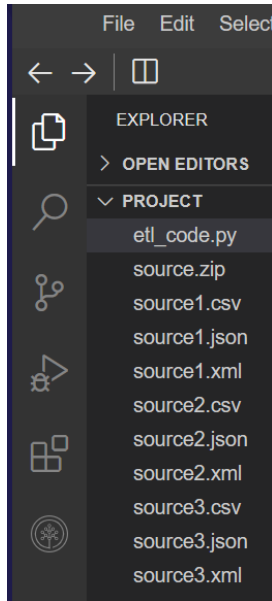 File Edit Select
EXPLORER
OPEN EDITORS
PROJECT
etl_code.py
source.zip
source1.csv
source1.json
source1.xml
source2.csv
source2.json
source2.xml
source3.csv
source3.json
source3.xml